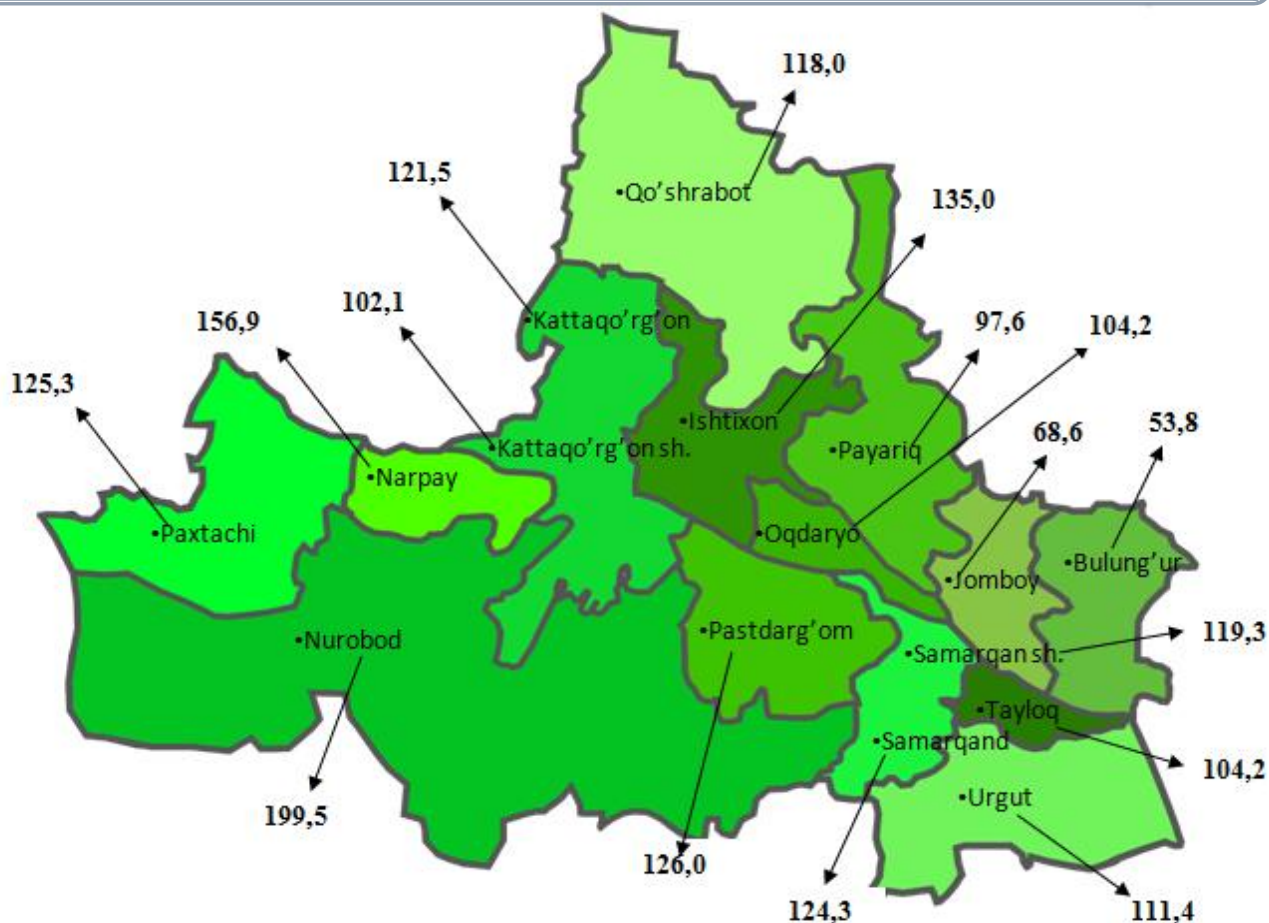 118,0
•Qo'shrabot
121,5
135,0
102,1
156,9
•Kattaqo'rg'on
97,6
104,2
125,3
•Ishtixon
68,6
53,8
•Kattaqo'rg'on sh.
•Payariq
•Narpay
•Paxtachi
•Oqdaryo
•Bulung'ur
•Jomboy
•Nurobod
•Pastdarg'om
119,3
•Samarqan sh.
•Tayloq
•Samarqand
104,2
•Urgut
199,5
126,0
124,3
111,4